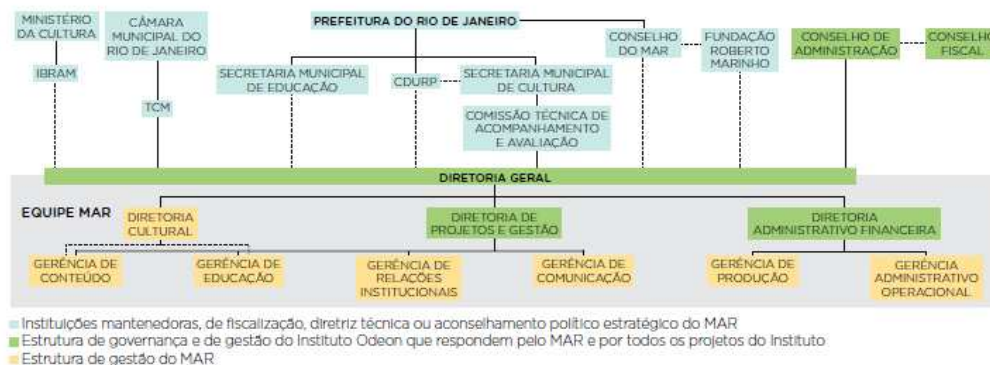 MINISTÉRIO
DA CULTURA
CÂMARA
MUNICIPAL DO
RIO DE JANEIRO
PREFEITURA DO RIO DE JANEIRO
CONSELHO
DO MAR
FUNDAÇÃO
ROBERTO
MARINHO
CONSELHO DE
ADMINISTRAÇÃO
CONSELHO
FISCAL
IBRAM
SECRETARIA MUNICIPAL
DE EDUCAÇÃO
CDURP
SECRETARIA MUNICIPAL
DE CULTURA
TCM
COMISSÃO TÉCNICA DE
ACOMPANHAMENTO
E AVALIAÇÃO
DIRETORIA GERAL
EQUIPE MAR
DIRETORIA
CULTURAL
DIRETORIA DE
PROJETOS E GESTÃO
DIRETORIA
ADMINISTRATIVO FINANCEIRA
GERÊNCIA DE
CONTEÚDO
GERÊNCIA DE
EDUCAÇÃO
GERÊNCIA DE
RELAÇÕES
INSTITUCIONAIS
GERÊNCIA DE
COMUNICAÇÃO
GERÊNCIA DE
PRODUÇÃO
GERÊNCIA
ADMINISTRATIVO
OPERACIONAL
Instituições mantenedoras, de fiscalização, diretriz técnica ou aconselhamento político estratégico do MAR
Estrutura de governança e de gestão do Instituto Odeon que respondem pelo MAR e por todos os projetos do Instituto
Estrutura de gestão do MAR